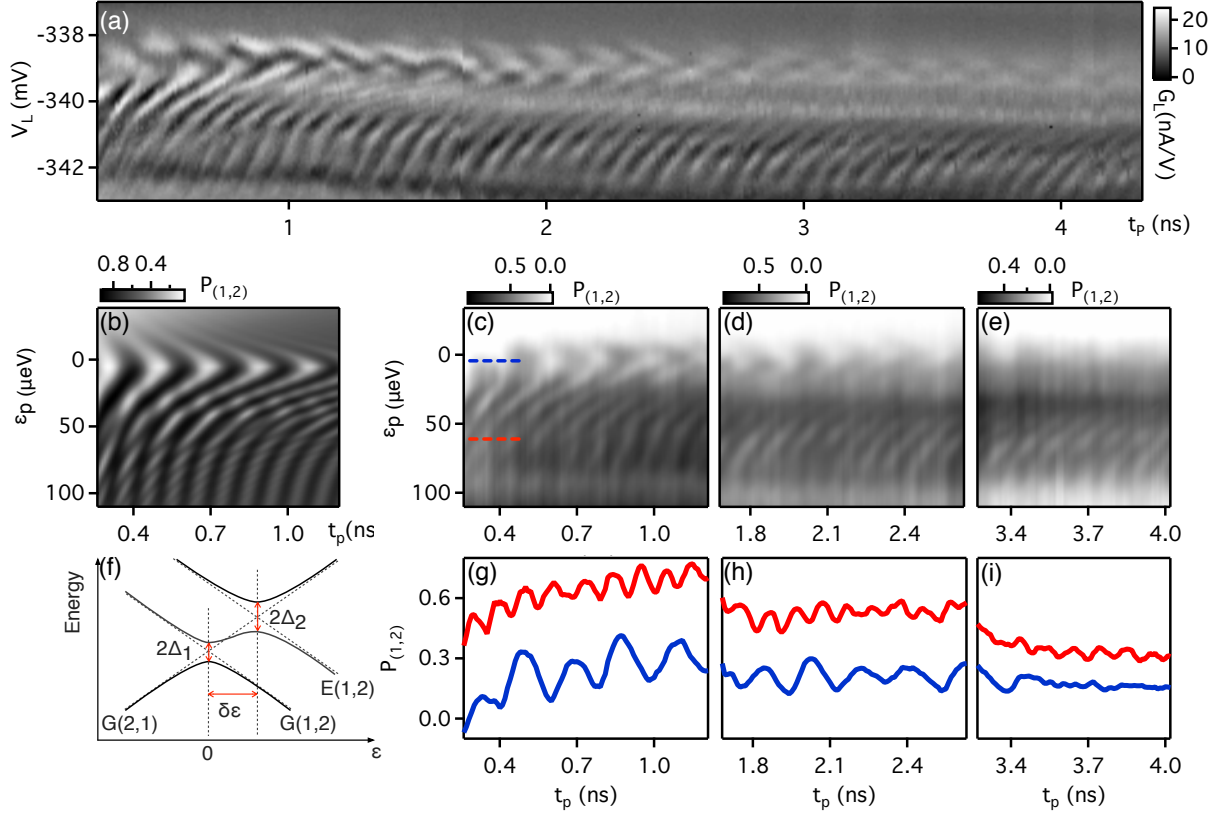 (a)
-338
-340
-342
V_L (mV)
1 2 3 4 t_P (ns)
20
10
0
G_L(nA/V)
0.8 0.4
P_(1,2)
(b)
0
50
100
ε_p (μeV)
0.4 0.7 1.0 t_p(ns
0.5 0.0
P_(1,2)
(c)
0
50
100
ε_p (μeV)
0.4 0.7 1.0
0.5 0.0
P_(1,2)
(d)
1.8 2.1 2.4
0.4 0.0
P_(1,2)
(e)
3.4 3.7 4.0
(f)
Energy
2Δ_1
2Δ_2
E(1,2)
G(2,1)
δε
G(1,2)
0
ε
(g)
0.6
0.3
0.0
P_(1,2)
0.4 0.7 1.0
t_p (ns)
(h)
1.8 2.1 2.4
t_p (ns)
(i)
3.4 3.7 4.0
t_p (ns)